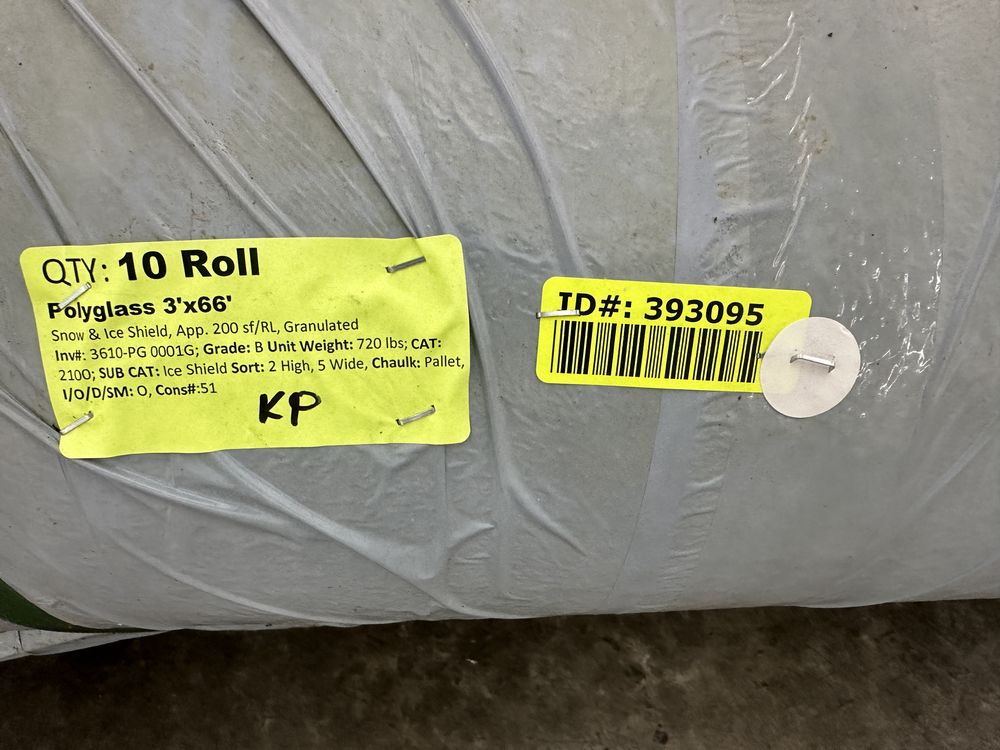 QTY: 10 Roll
Polyglass 3'x66'
Snow & Ice Shield, App. 200 sf/RL, Granulated
Inv#: 3610-PG 0001G; Grade: B Unit Weight: 720 lbs; CAT:
2100; SUB CAT: Ice Shield Sort: 2 High, 5 Wide, Chaulk: Pallet,
I/O/D/SM: O, Cons#:51
KP
ID#: 393095